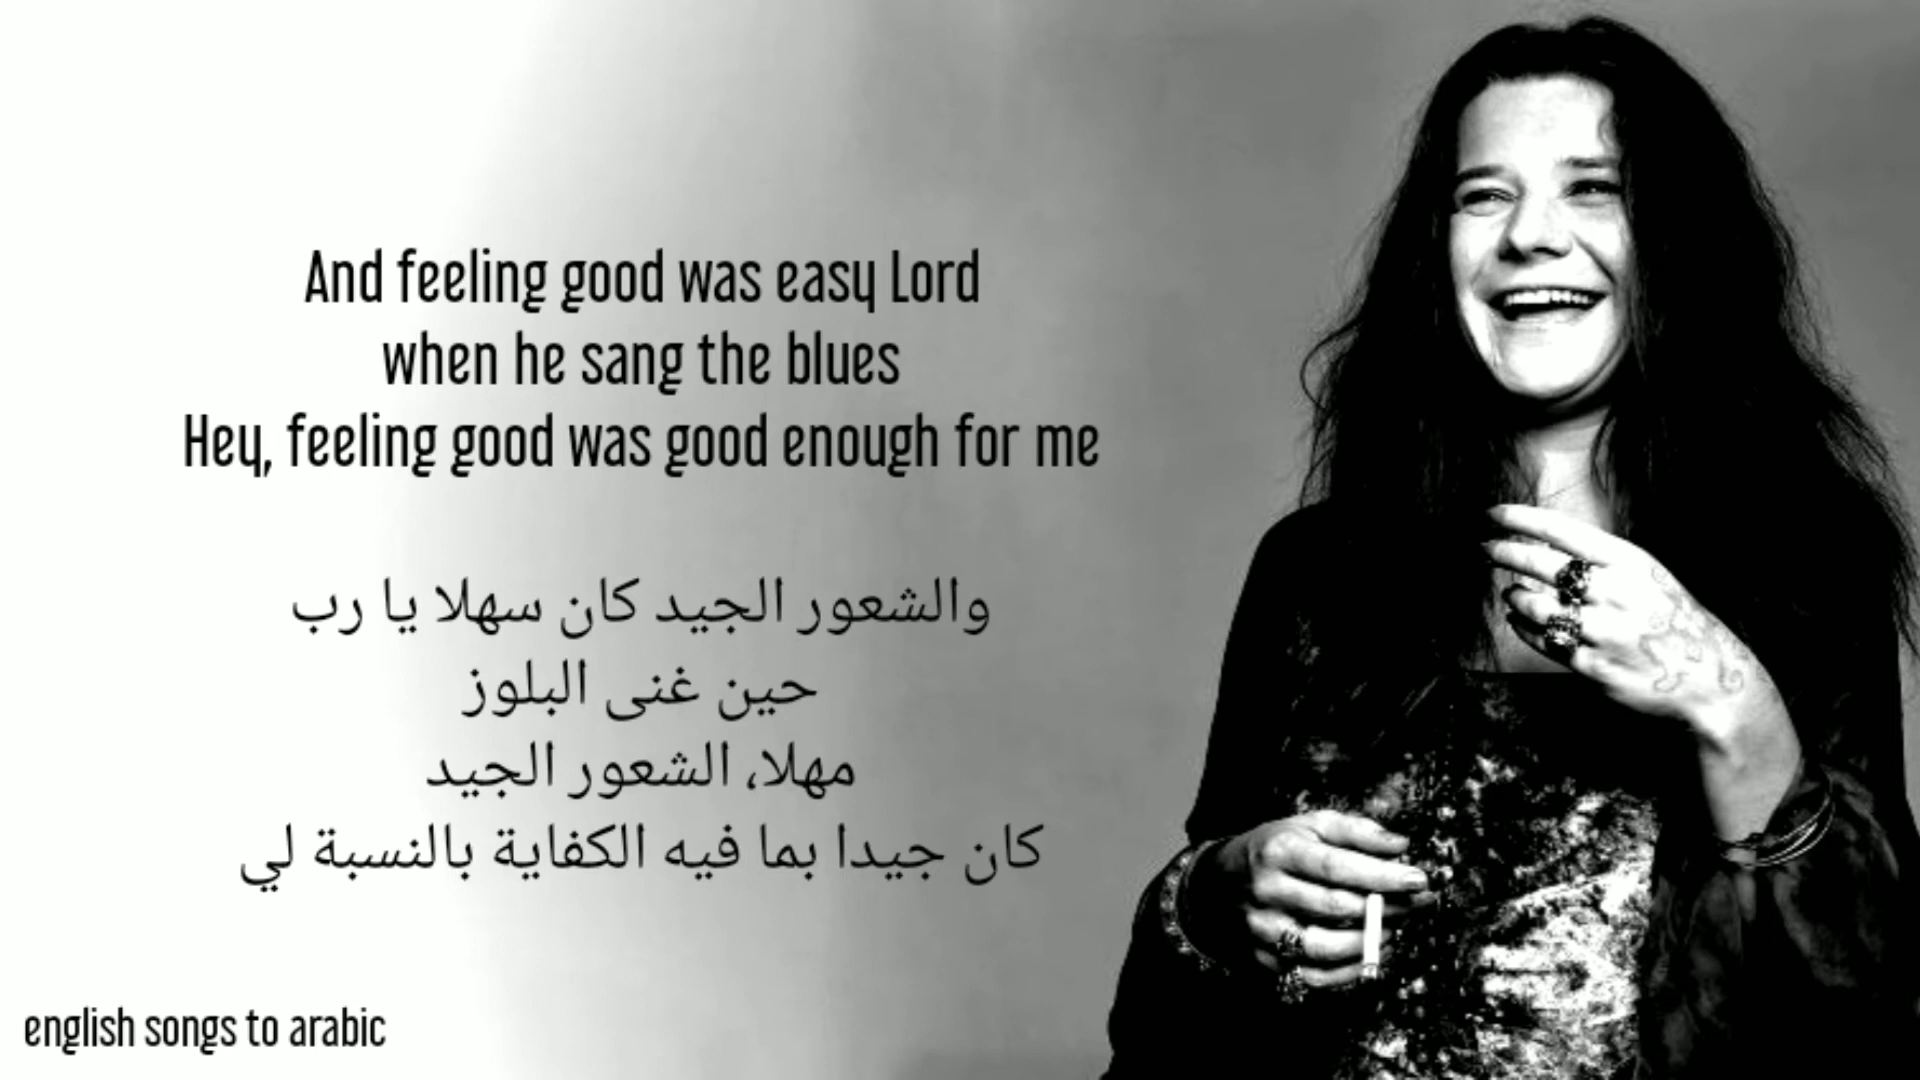 And feeling good was easy Lord
when he sang the blues
Hey, feeling good was good enough for me
والشعور الجيد كان سهلا يا رب
حين غنى البلوز
مهلا، الشعور الجيد
كان جيدا بما فيه الكفاية بالنسبة لي
english songs to arabic